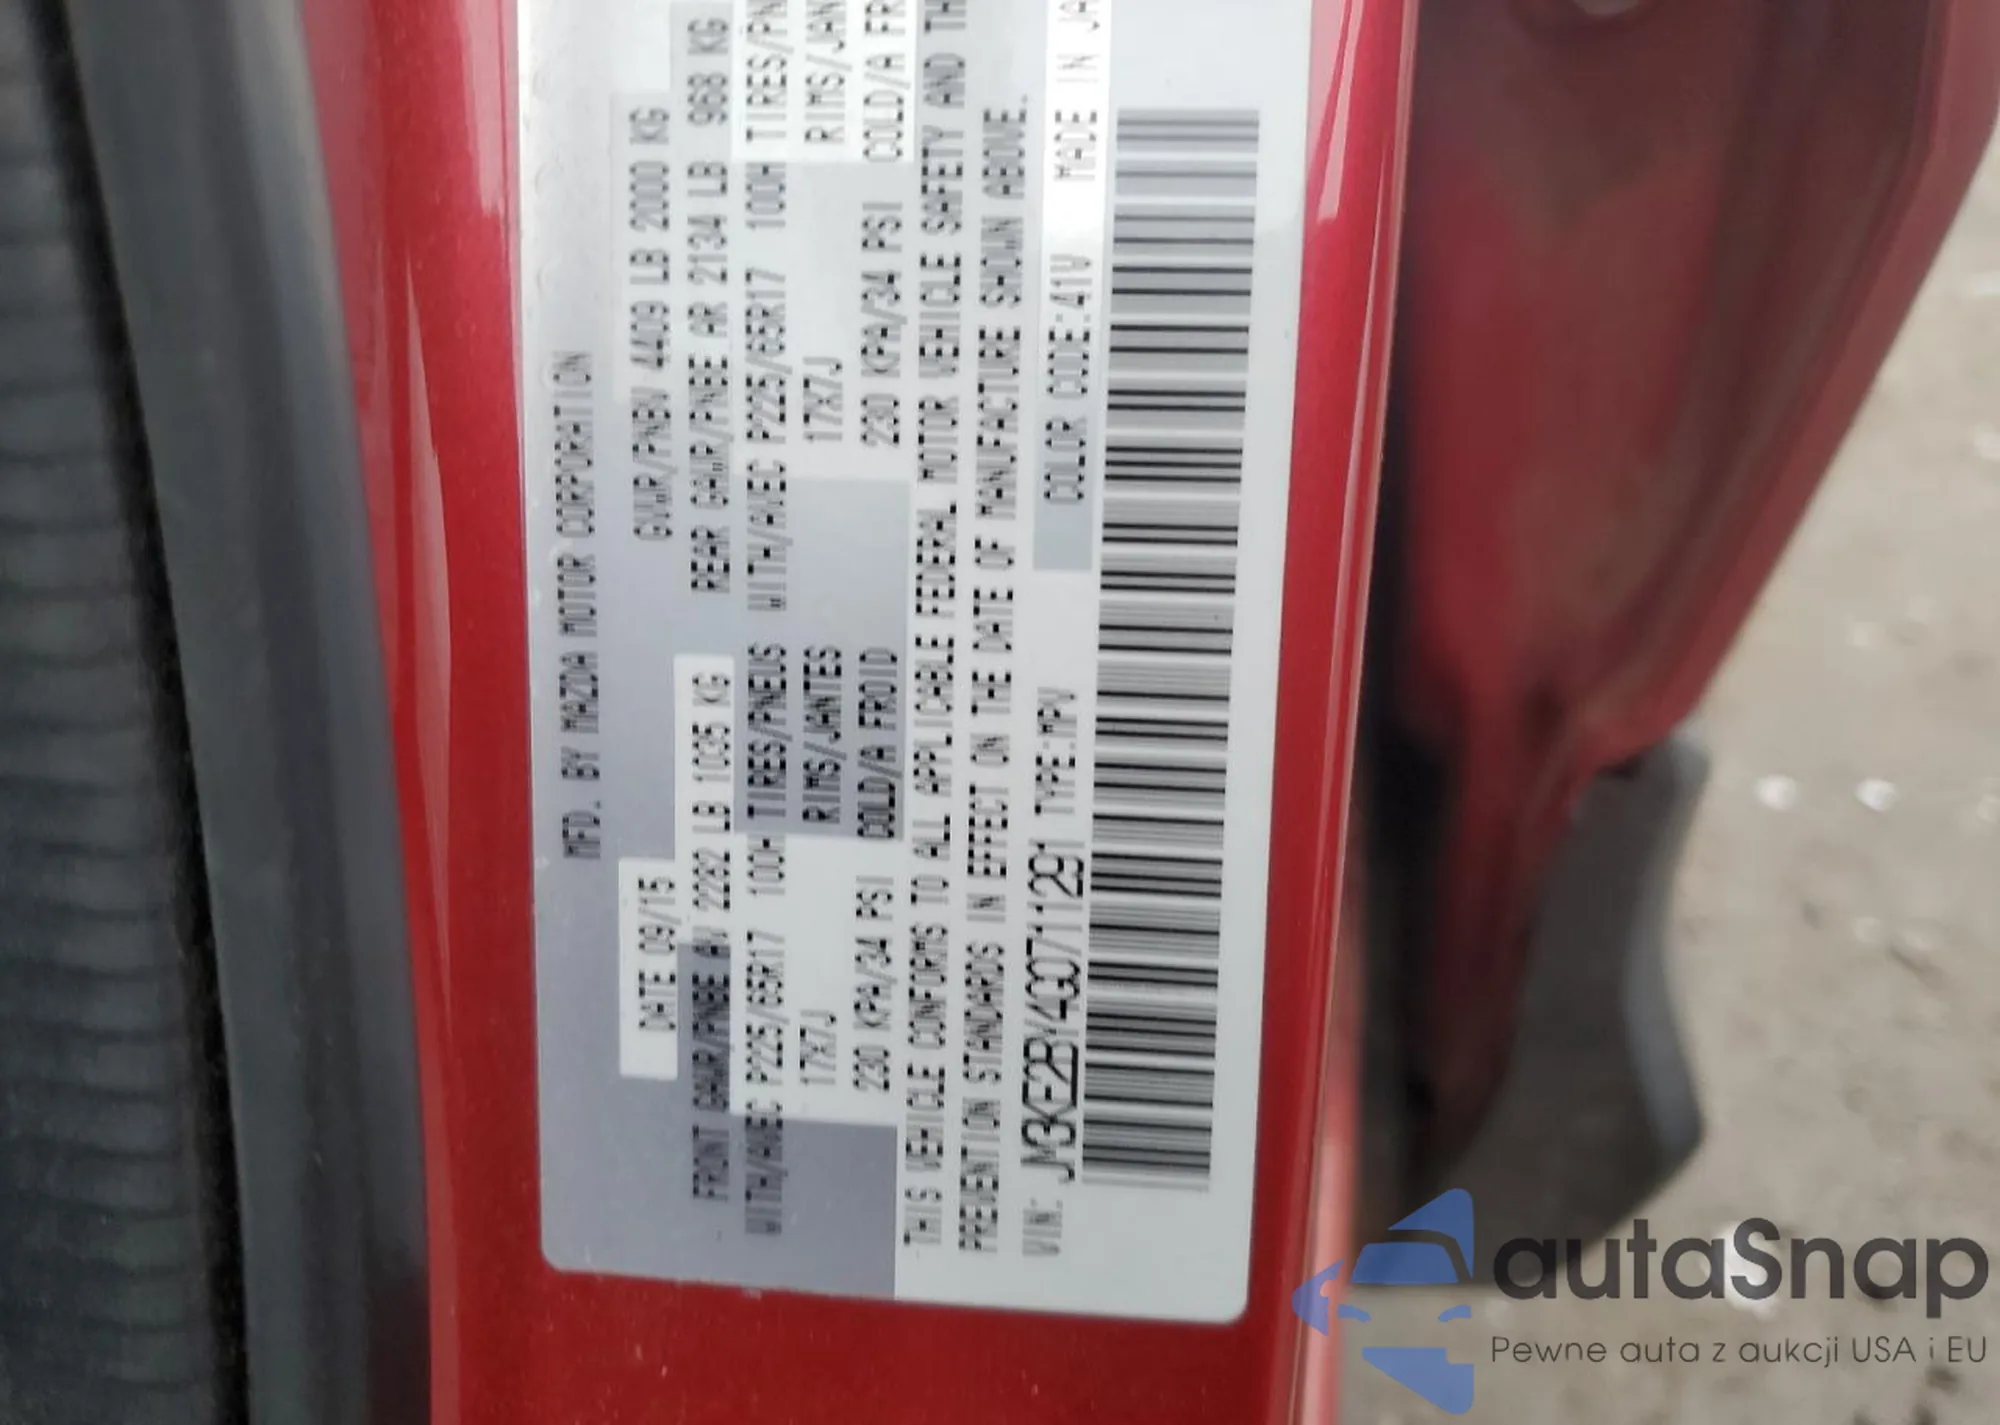 MFD. BY MAZDA MOTOR CORPORATION
DATE 09/15 GVWR/PNBV 4409 LB 2000 KG
FRONT GAWR/PNBE AV 2282 LB 1035 KG REAR GAWR/PNBE AR 2134 LB 968 KG
WITH/AVEC P225/65R17 100H TIRES/PNEUS WITH/AVEC P225/65R17 100H TIRES/PN
17X7J RIMS/JANTES 17X7J RIMS/JAN
230 KPA/34 PSI COLD/A FROID 230 KPA/34 PSI COLD/A FR
THIS VEHICLE CONFORMS TO ALL APPLICABLE FEDERAL MOTOR VEHICLE SAFETY AND TH
PREVENTION STANDARDS IN EFFECT ON THE DATE OF MANUFACTURE SHOWN ABOVE.
VIN: JM3KE2BY4G0711291 TYPE:MPV COLOR CODE:41V MADE IN JA
autaSnap
Pewne auta z aukcji USA i EU